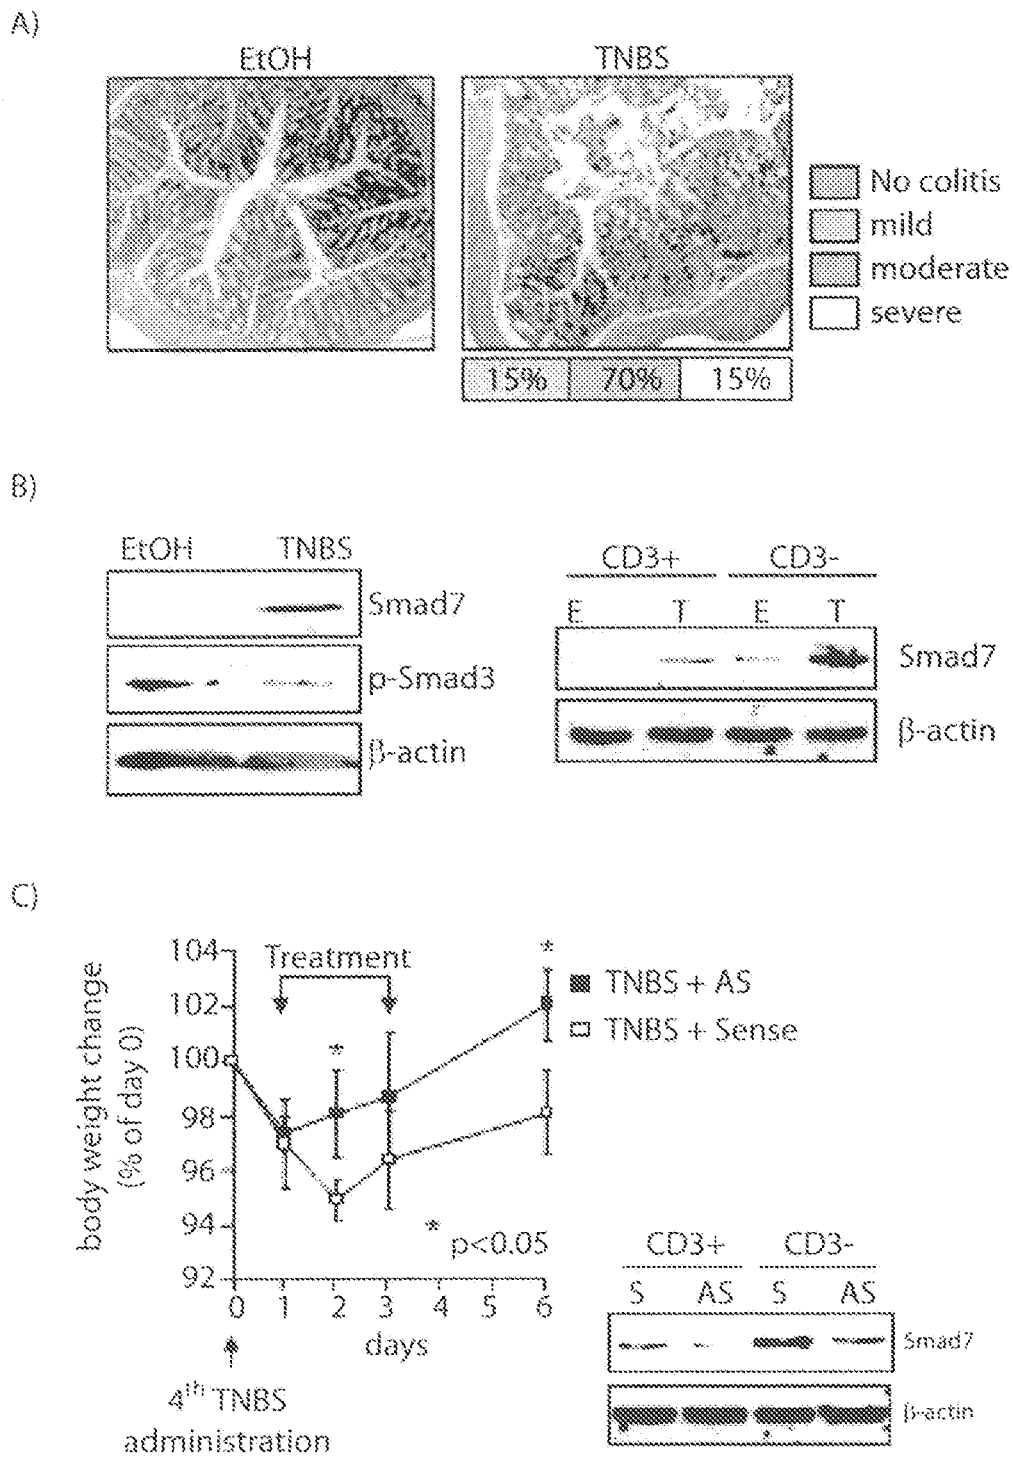 A)
EtOH
TNBS
No colitis
mild
moderate
severe
15% 70% 15%
B)
EtOH TNBS
Smad7
p-Smad3
β-actin
CD3+ CD3-
E T E T
Smad7
β-actin
C)
body weight change
(% of day 0)
104
102
100
98
96
94
92
Treatment
*
*
TNBS + AS
TNBS + Sense
* p<0.05
0 1 2 3 4 5 6
days
4th TNBS
administration
CD3+ CD3-
S AS S AS
Smad7
β-actin